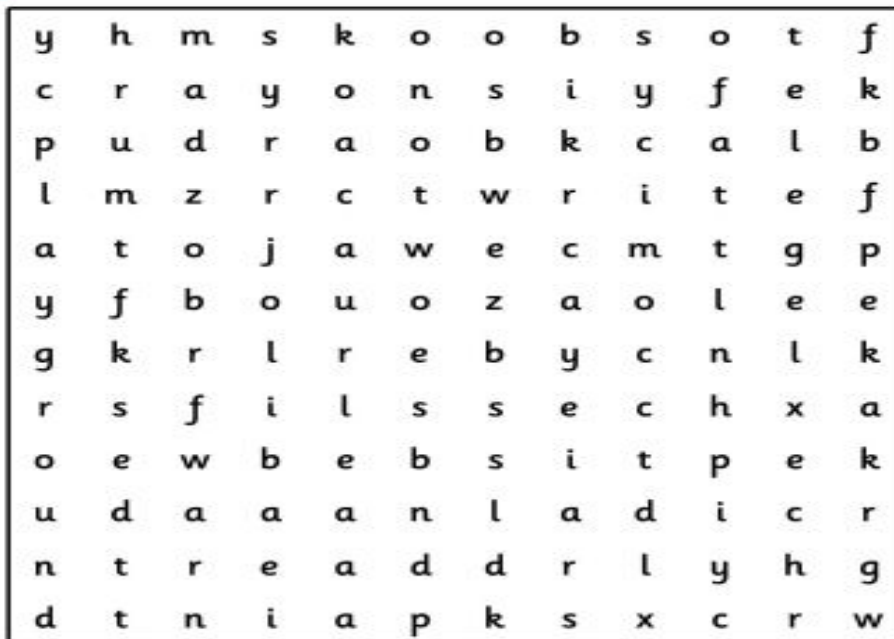 y h m s k o o b s o t f
c r a y o n s i y f e k
p u d r a o b k c a l b
l m z r c t w r i t e f
a t o j a w e c m t g p
y f b o u o z a o l e e
g k r l r e b y c n l k
r s f i l s s e c h x a
o e w b e b s i t p e k
u d a a a n l a d i c r
n t r e a d d r l y h g
d t n i a p k s x c r w